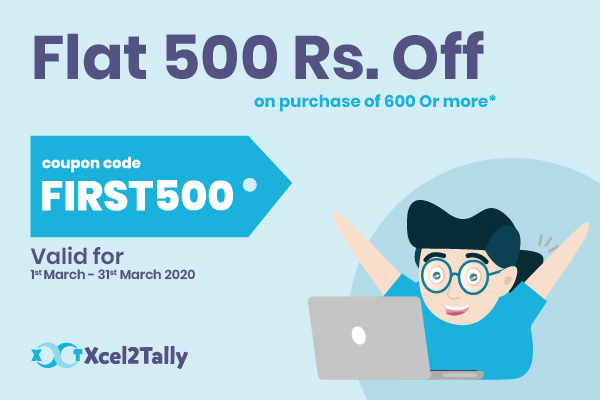 Flat 500 Rs. Off
on purchase of 600 Or more*
coupon code
FIRST500
Valid for
1st March - 31st March 2020
Xcel2Tally